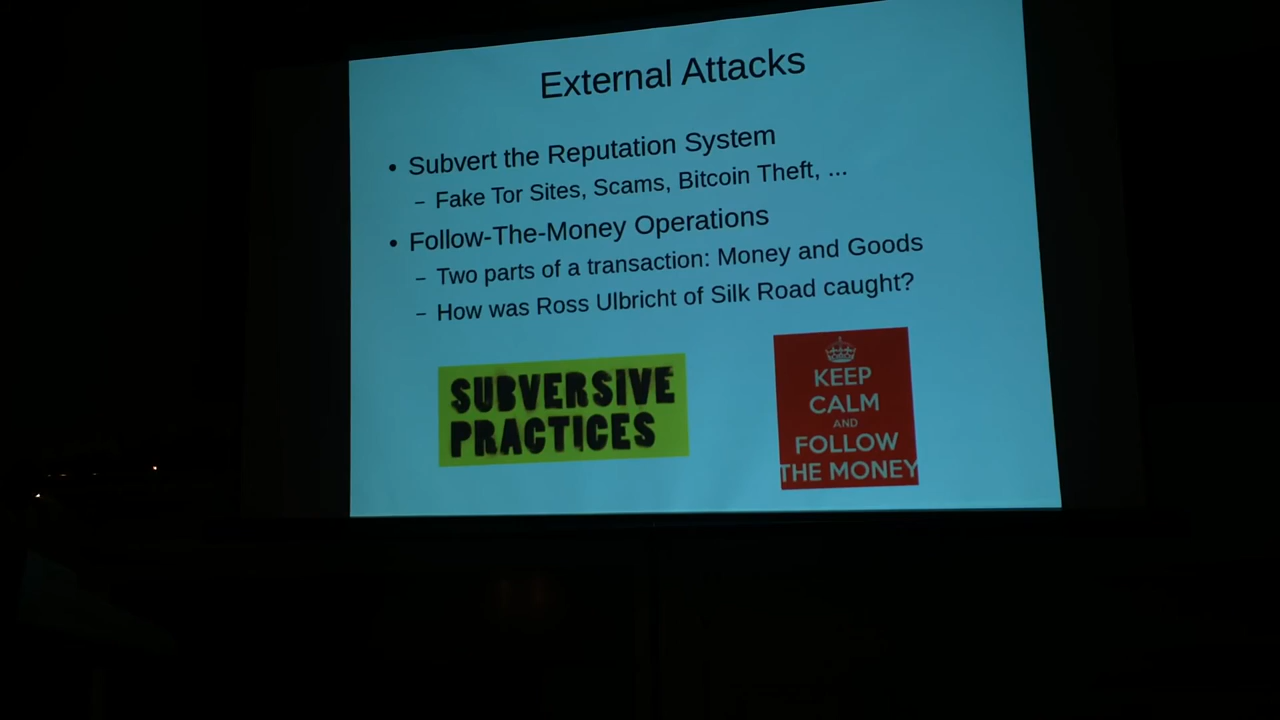 External Attacks
• Subvert the Reputation System
– Fake Tor Sites, Scams, Bitcoin Theft, ...
• Follow-The-Money Operations
– Two parts of a transaction: Money and Goods
– How was Ross Ulbricht of Silk Road caught?
SUBVERSIVE
PRACTICES
KEEP
CALM
AND
FOLLOW
THE MONEY